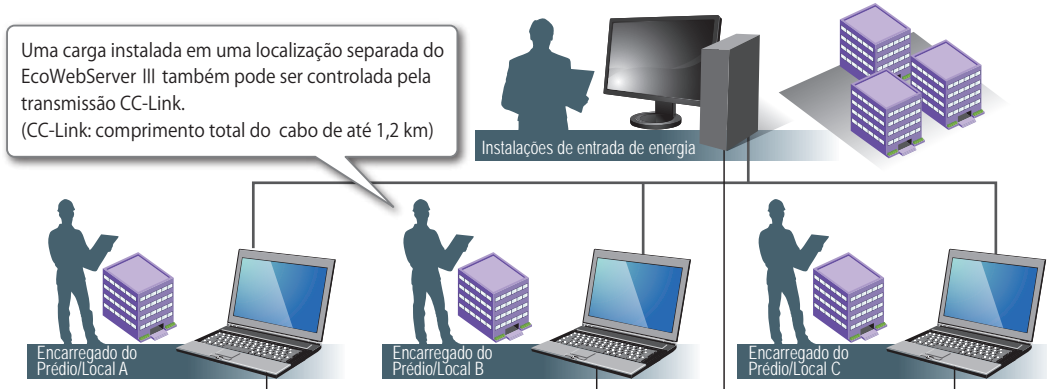 Uma carga instalada em uma localização separada do
EcoWebServer III também pode ser controlada pela
transmissão CC-Link.
(CC-Link: comprimento total do cabo de até 1,2 km)
Instalações de entrada de energia
Encarregado do
Prédio/Local A
Encarregado do
Prédio/Local B
Encarregado do
Prédio/Local C